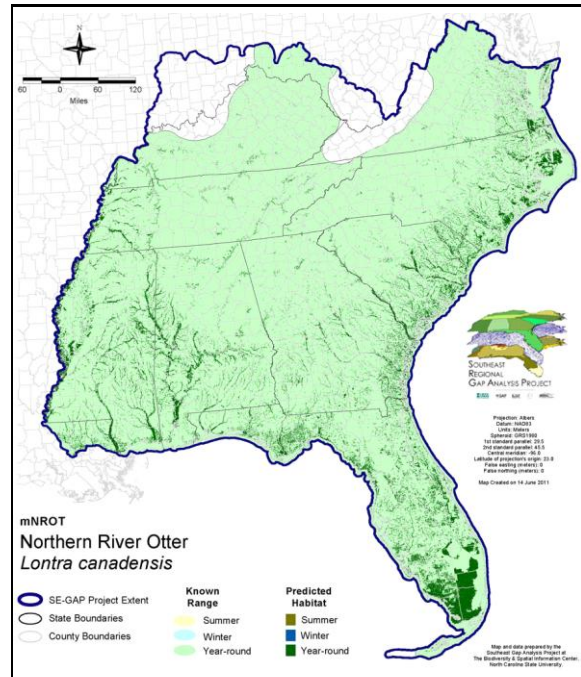 N
60 0 60 120
Miles
SOUTHEAST
REGIONAL
GAP ANALYSIS PROJECT
Projection: Albers
Datum: NAD83
Units: Meters
Spheroid: GRS1980
1st standard parallel: 29.5
2nd standard parallel: 45.5
Central meridian: -96.0
Latitude of projection's origin: 23.0
False easting (meters): 0
False northing (meters): 0
Map Created on 14 June 2011
mNROT
Northern River Otter
Lontra canadensis
SE-GAP Project Extent
State Boundaries
County Boundaries
Known
Range
Summer
Winter
Year-round
Predicted
Habitat
Summer
Winter
Year-round
Map and data prepared by the
Southeast Gap Analysis Project at
The Biodiversity & Spatial Information Center,
North Carolina State University.